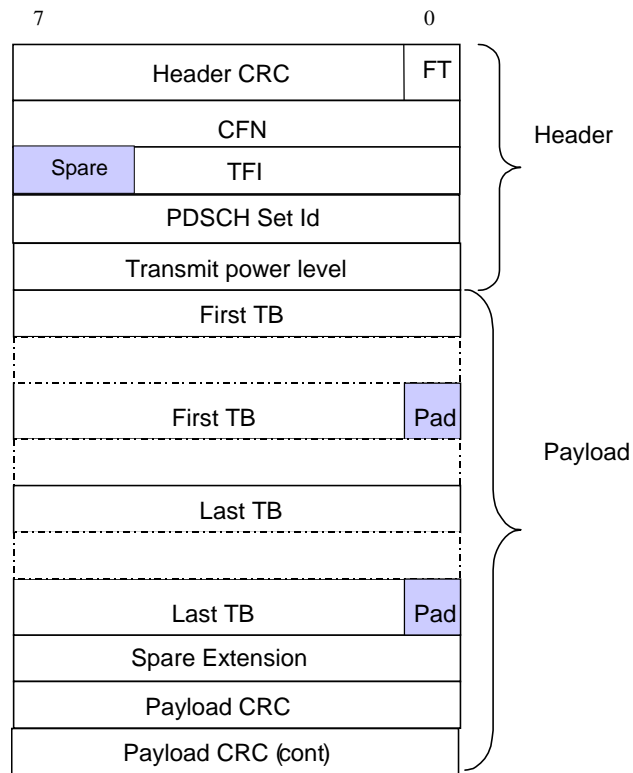 7 0
Header CRC FT
CFN
Spare TFI
PDSCH Set Id
Transmit power level
Header
First TB
First TB Pad
Last TB
Last TB Pad
Spare Extension
Payload CRC
Payload CRC (cont)
Payload